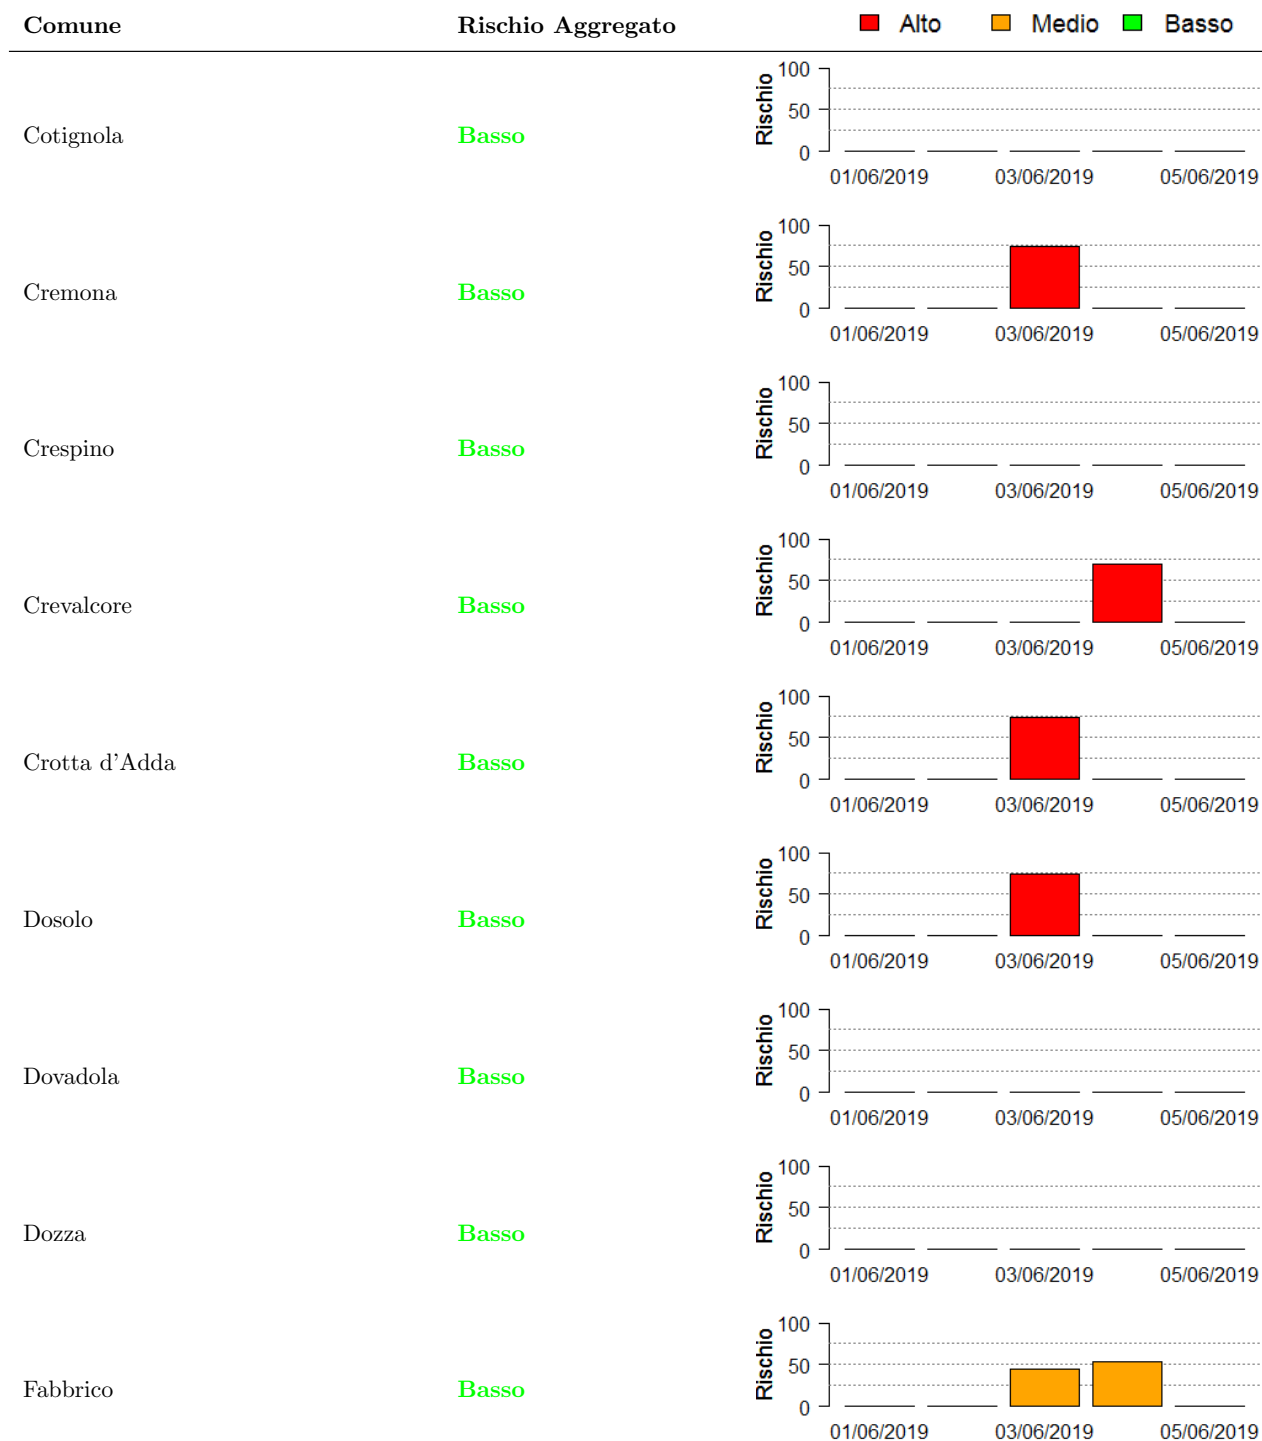 Comune Rischio Aggregato Alto Medio Basso
100
50
0
Rischio
Cotignola Basso
01/06/2019 03/06/2019 05/06/2019
100
50
0
Rischio
Cremona Basso
01/06/2019 03/06/2019 05/06/2019
100
50
0
Rischio
Crespino Basso
01/06/2019 03/06/2019 05/06/2019
100
50
0
Rischio
Crevalcore Basso
01/06/2019 03/06/2019 05/06/2019
100
50
0
Rischio
Crotta d'Adda Basso
01/06/2019 03/06/2019 05/06/2019
100
50
0
Rischio
Dosolo Basso
01/06/2019 03/06/2019 05/06/2019
100
50
0
Rischio
Dovadola Basso
01/06/2019 03/06/2019 05/06/2019
100
50
0
Rischio
Dozza Basso
01/06/2019 03/06/2019 05/06/2019
100
50
0
Rischio
Fabbrico Basso
01/06/2019 03/06/2019 05/06/2019